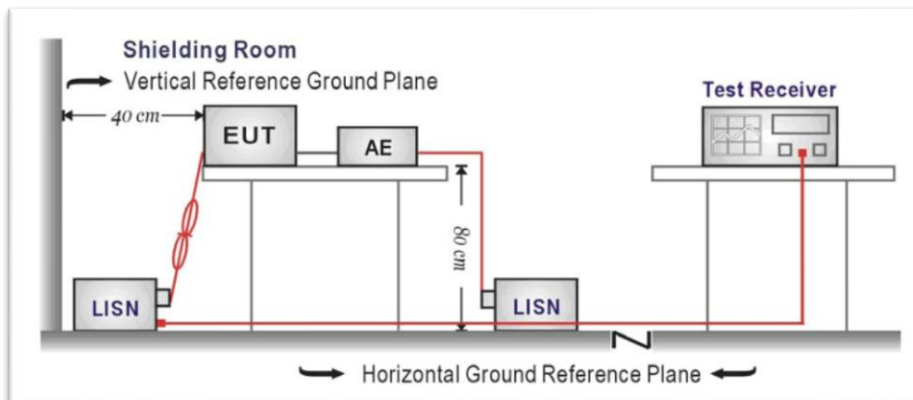 Shielding Room
Vertical Reference Ground Plane
Test Receiver
40 cm
EUT
AE
80 cm
LISN
LISN
Horizontal Ground Reference Plane